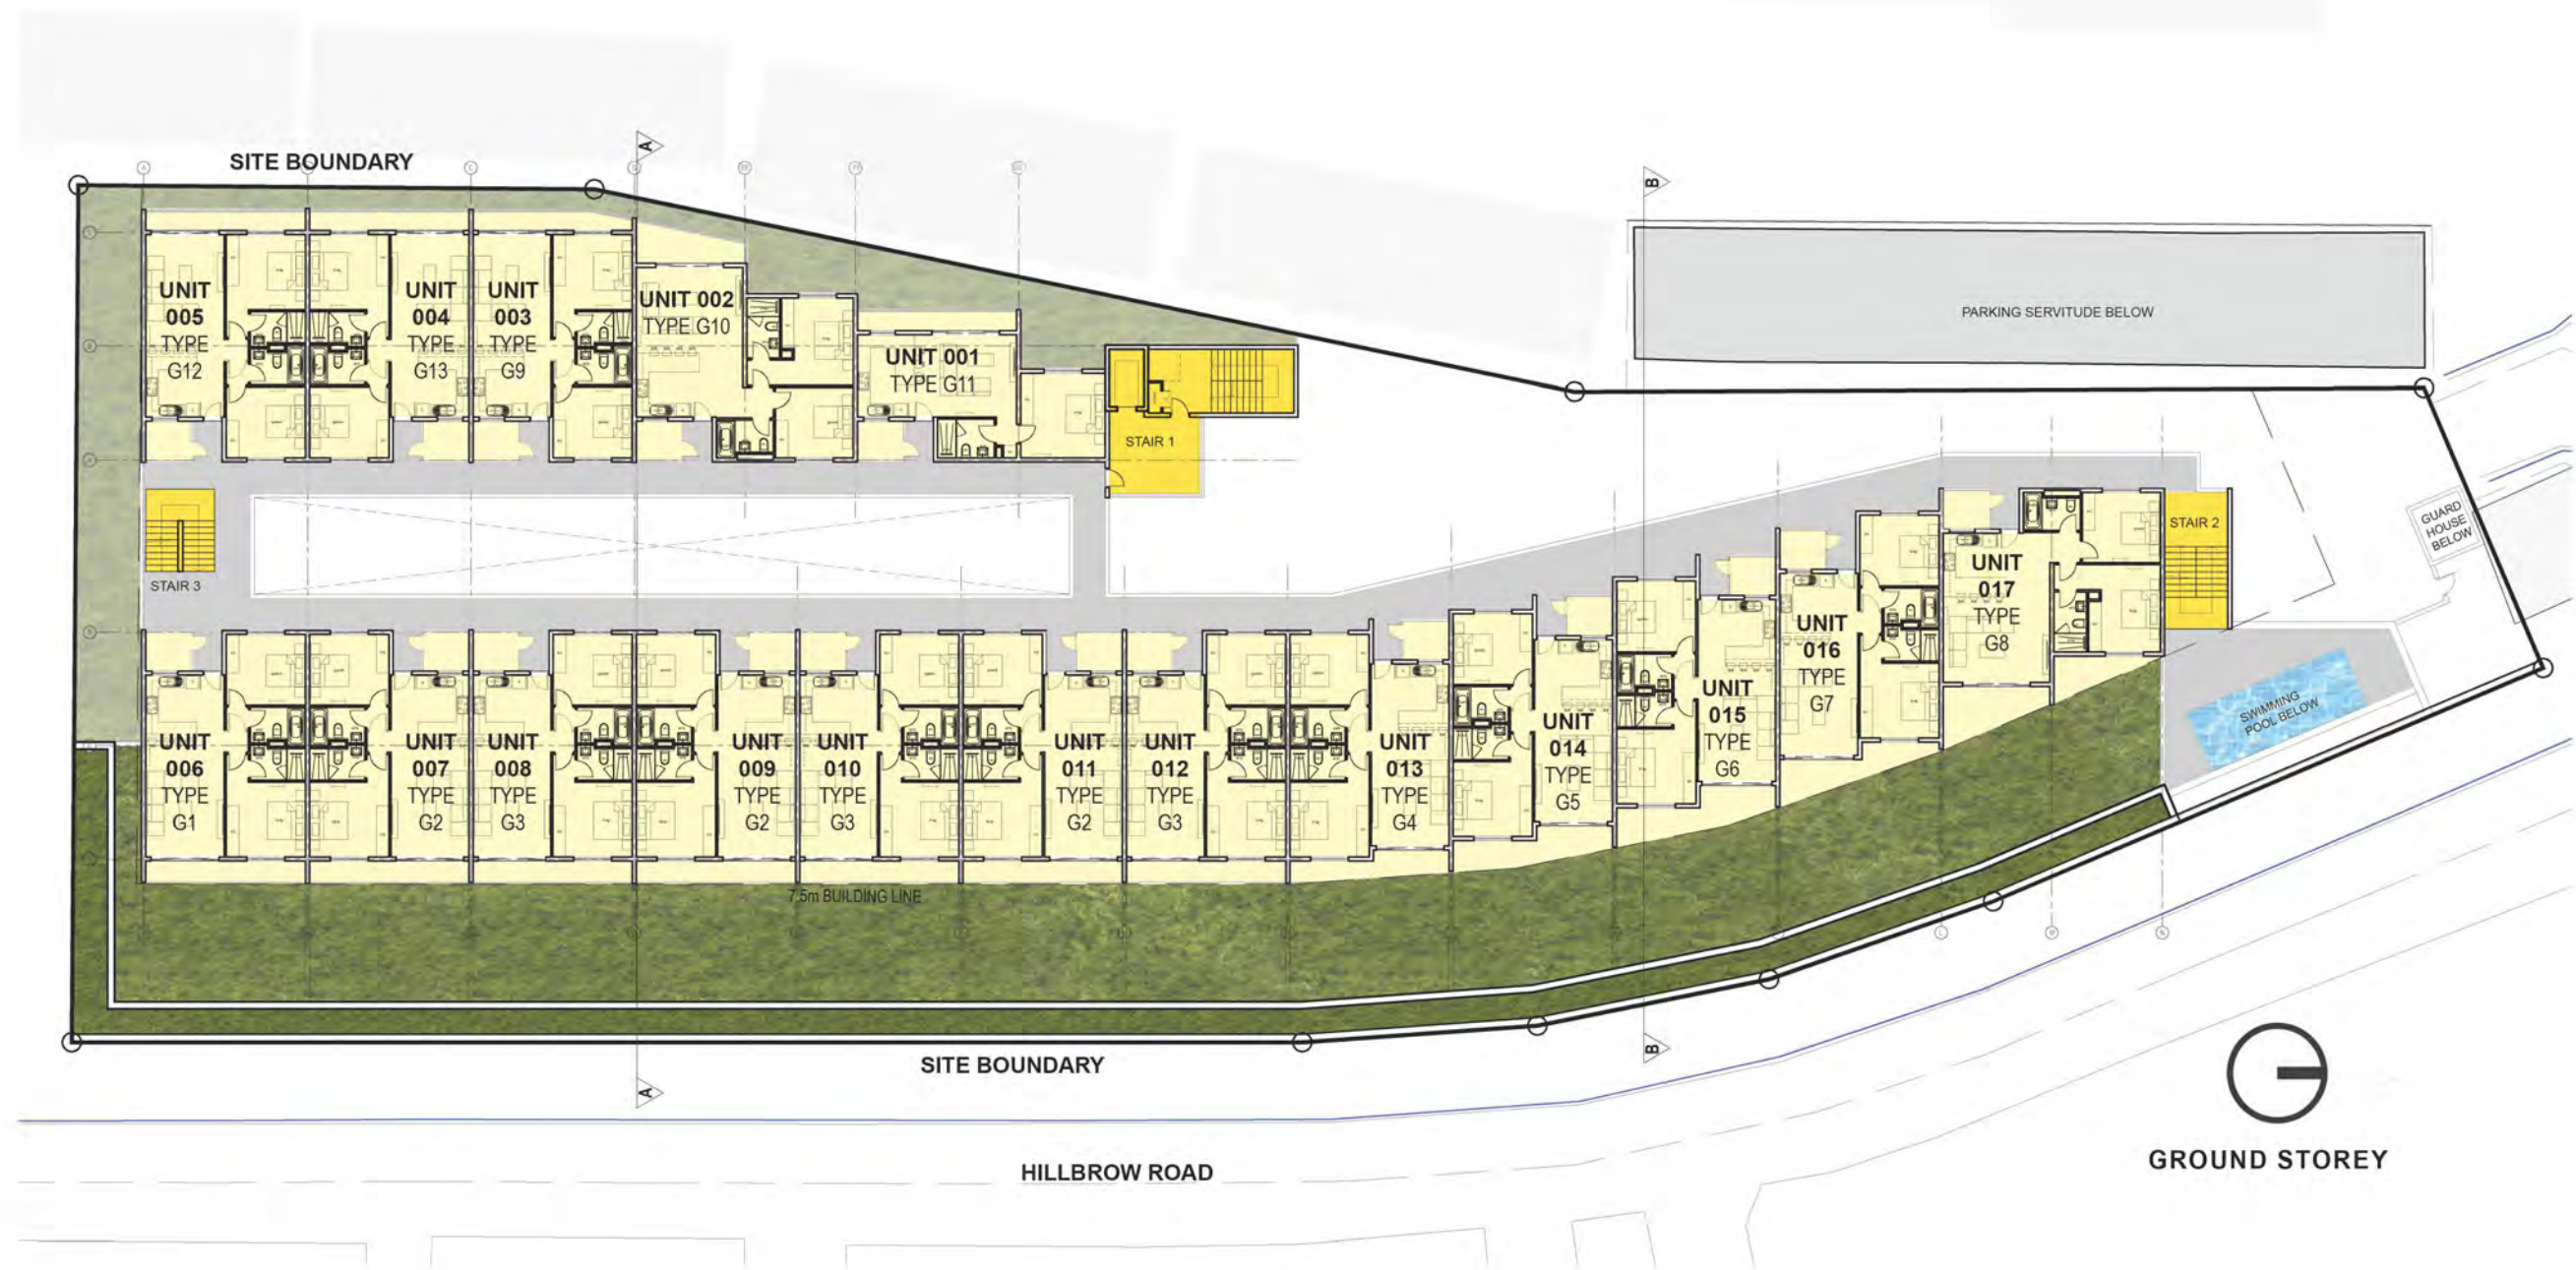 SITE BOUNDARY
A
B
PARKING SERVITUDE BELOW
UNIT
005
TYPE
G12
UNIT
004
TYPE
G13
UNIT
003
TYPE
G9
UNIT 002
TYPE G10
UNIT 001
TYPE G11
STAIR 1
STAIR 3
STAIR 2
GUARD
HOUSE
BELOW
UNIT
006
TYPE
G1
UNIT
007
TYPE
G2
UNIT
008
TYPE
G3
UNIT
009
TYPE
G2
UNIT
010
TYPE
G3
UNIT
011
TYPE
G2
UNIT
012
TYPE
G3
UNIT
013
TYPE
G4
UNIT
014
TYPE
G5
UNIT
015
TYPE
G6
UNIT
016
TYPE
G7
UNIT
017
TYPE
G8
SWIMMING
POOL BELOW
7.5m BUILDING LINE
L
M
N
SITE BOUNDARY
A
B
HILLBROW ROAD
GROUND STOREY